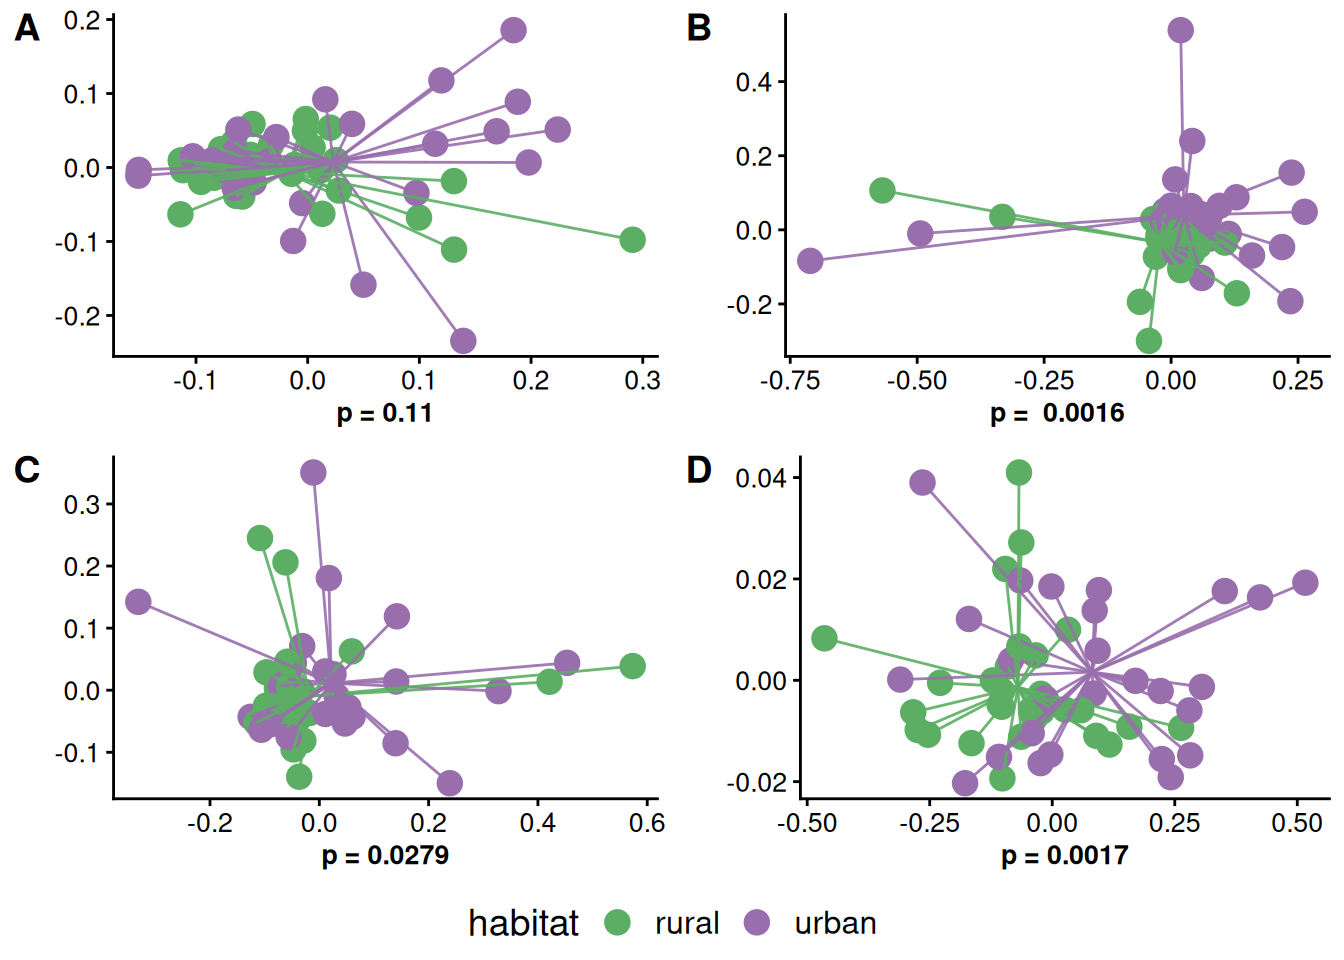 A
0.2
0.1
0.0
-0.1
-0.2
-0.1 0.0 0.1 0.2 0.3
p = 0.11
B
0.4
0.2
0.0
-0.2
-0.75 -0.50 -0.25 0.00 0.25
p =  0.0016
C
0.3
0.2
0.1
0.0
-0.1
-0.2 0.0 0.2 0.4 0.6
p = 0.0279
D
0.04
0.02
0.00
-0.02
-0.50 -0.25 0.00 0.25 0.50
p = 0.0017
habitat rural urban